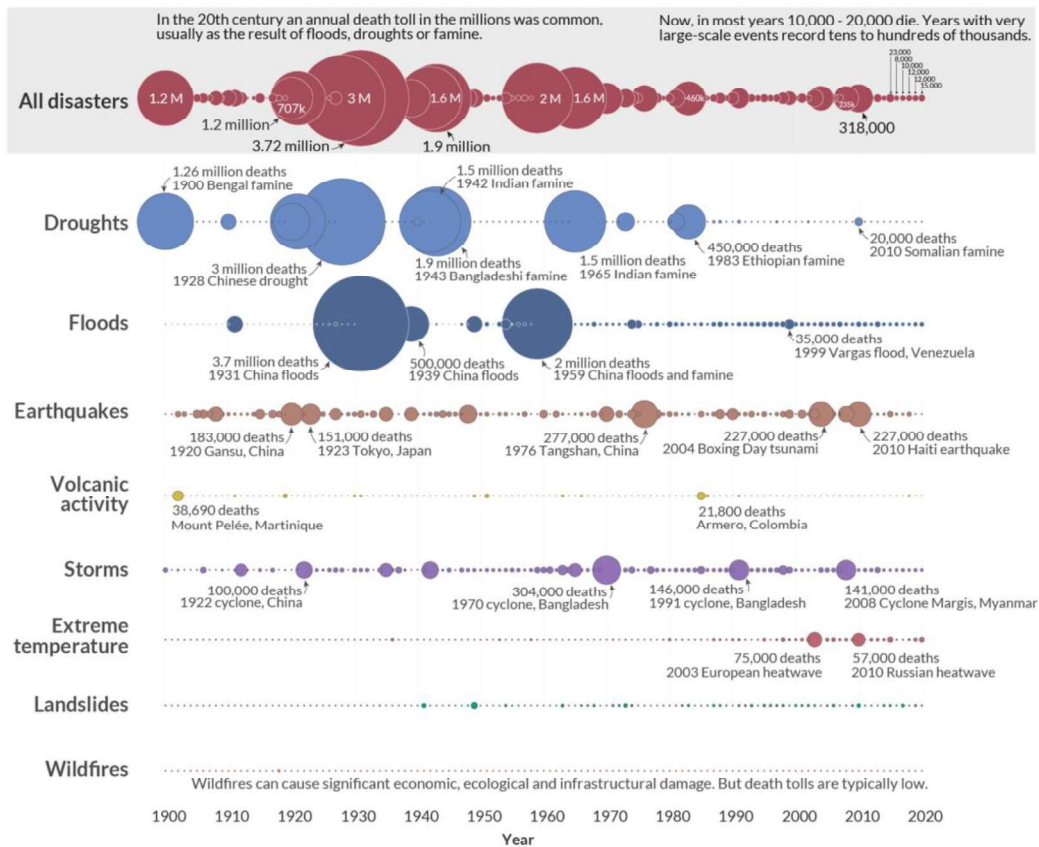 In the 20th century an annual death toll in the millions was common,
usually as the result of floods, droughts or famine.
Now, in most years 10,000 - 20,000 die. Years with very
large-scale events record tens to hundreds of thousands.
All disasters
1.2 M
707k
1.2 million
3 M
3.72 million
1.6 M
1.9 million
2 M
1.6 M
460k
235k
318,000
23,000
8,000
10,000
12,000
12,000
15,000
Droughts
1.26 million deaths
1900 Bengal famine
3 million deaths
1928 Chinese drought
1.5 million deaths
1942 Indian famine
1.9 million deaths
1943 Bangladeshi famine
1.5 million deaths
1965 Indian famine
450,000 deaths
1983 Ethiopian famine
20,000 deaths
2010 Somalian famine
Floods
3.7 million deaths
1931 China floods
500,000 deaths
1939 China floods
2 million deaths
1959 China floods and famine
35,000 deaths
1999 Vargas flood, Venezuela
Earthquakes
183,000 deaths
1920 Gansu, China
151,000 deaths
1923 Tokyo, Japan
277,000 deaths
1976 Tangshan, China
227,000 deaths
2004 Boxing Day tsunami
227,000 deaths
2010 Haiti earthquake
Volcanic
activity
38,690 deaths
Mount Pelée, Martinique
21,800 deaths
Armero, Colombia
Storms
100,000 deaths
1922 cyclone, China
304,000 deaths
1970 cyclone, Bangladesh
146,000 deaths
1991 cyclone, Bangladesh
141,000 deaths
2008 Cyclone Margis, Myanmar
Extreme
temperature
75,000 deaths
2003 European heatwave
57,000 deaths
2010 Russian heatwave
Landslides
Wildfires
Wildfires can cause significant economic, ecological and infrastructural damage. But death tolls are typically low.
1900 1910 1920 1930 1940 1950 1960 1970 1980 1990 2000 2010 2020
Year